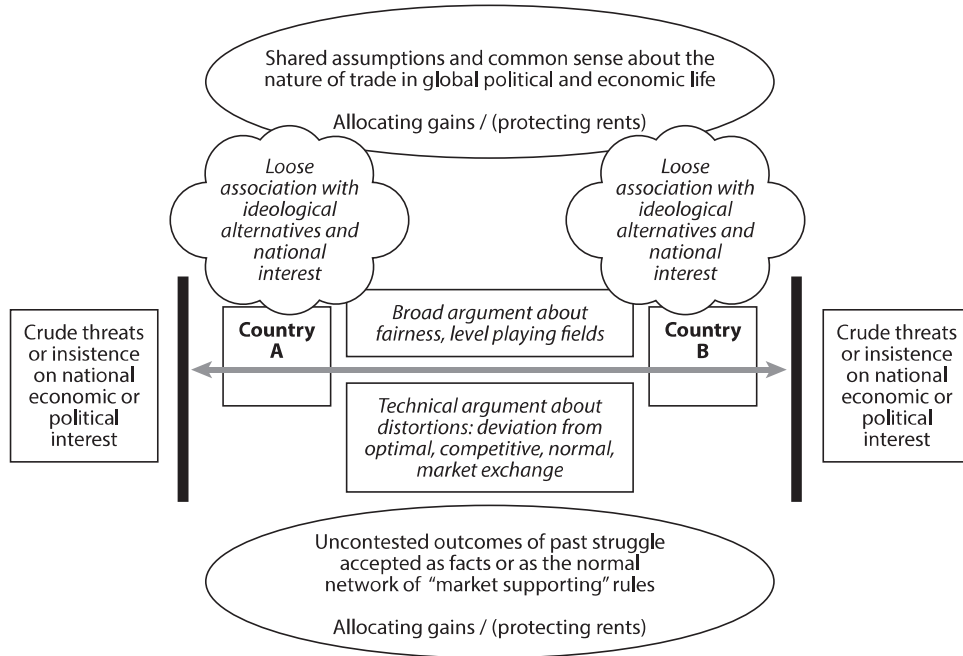 Shared assumptions and common sense about the
nature of trade in global political and economic life
Allocating gains / (protecting rents)
Loose
association with
ideological
alternatives and
national
interest
Loose
association with
ideological
alternatives and
national
interest
Crude threats
or insistence
on national
economic or
political
interest
Country
A
Broad argument about
fairness, level playing fields
Country
B
Crude threats
or insistence
on national
economic or
political
interest
Technical argument about
distortions: deviation from
optimal, competitive, normal,
market exchange
Uncontested outcomes of past struggle
accepted as facts or as the normal
network of “market supporting” rules
Allocating gains / (protecting rents)